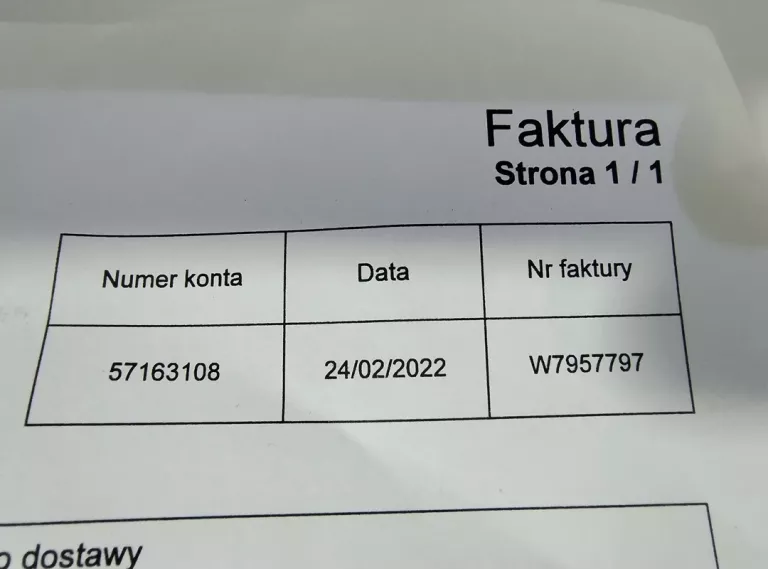 Faktura
Strona 1 / 1
Numer konta Data Nr faktury
57163108 24/02/2022 W7957797
dostawy